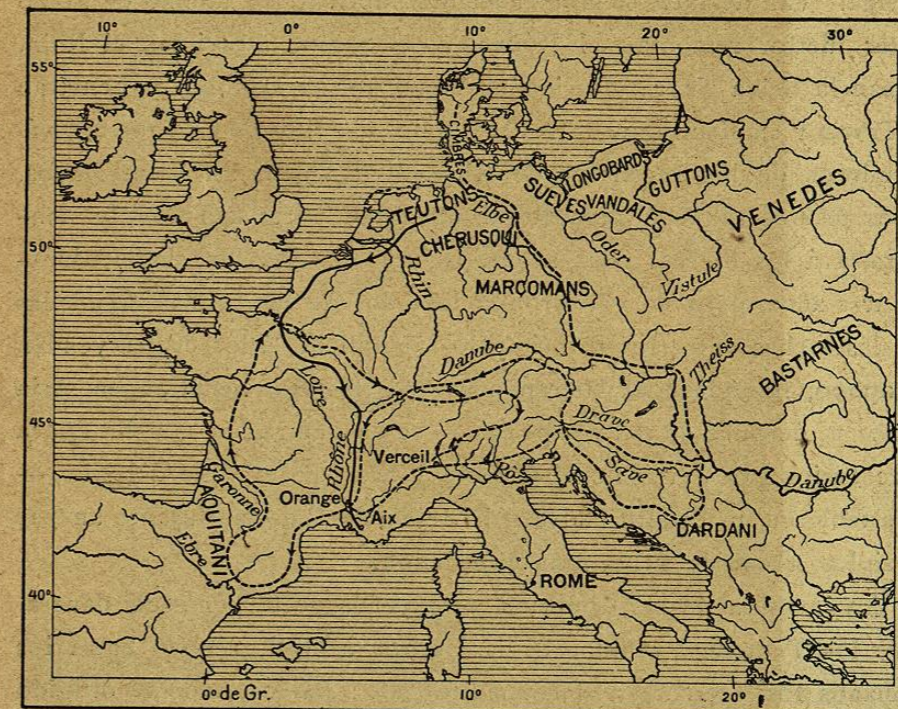 10° 0° 10° 20° 30°
55°
CIMBRES
LONGOBARDS
GUTTONS
SUEVES VANDALES
VENEDES
TEUTONS
Elbe
50°
CHERUSQUI
Oder
Rhin
Vistule
MARCOMANS
Danube
Theiss
BASTARNES
Loire
45°
Drave
Verceil
Rhône
Save
Pô
Danube
Garonne
Orange
Aix
AQUITANI
DARDANI
Ebre
40°
ROME
0° de Gr. 10° 20°